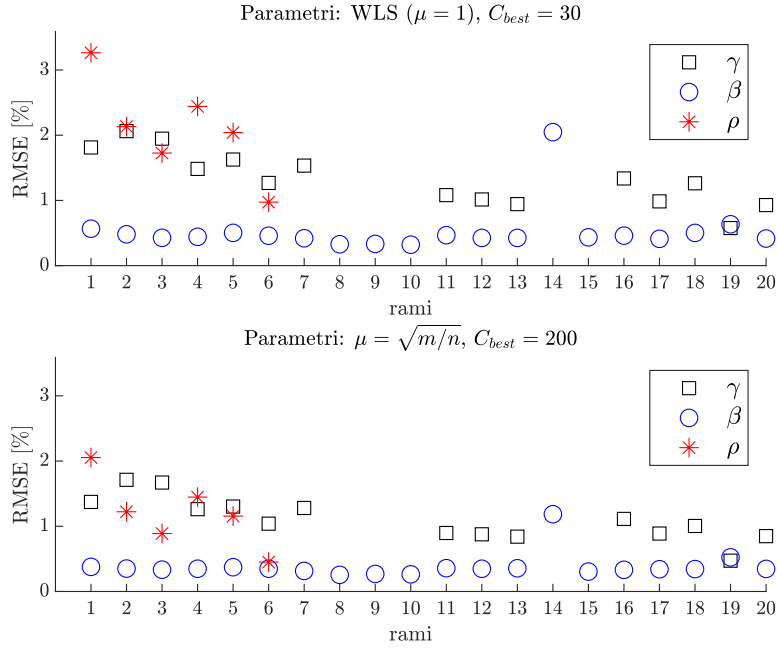 Parametri: WLS (μ = 1), C_best = 30
3
2
1
0
RMSE [%]
γ
β
ρ
1 2 3 4 5 6 7 8 9 10 11 12 13 14 15 16 17 18 19 20
rami
Parametri: μ = √m/n, C_best = 200
3
2
1
0
RMSE [%]
γ
β
ρ
1 2 3 4 5 6 7 8 9 10 11 12 13 14 15 16 17 18 19 20
rami